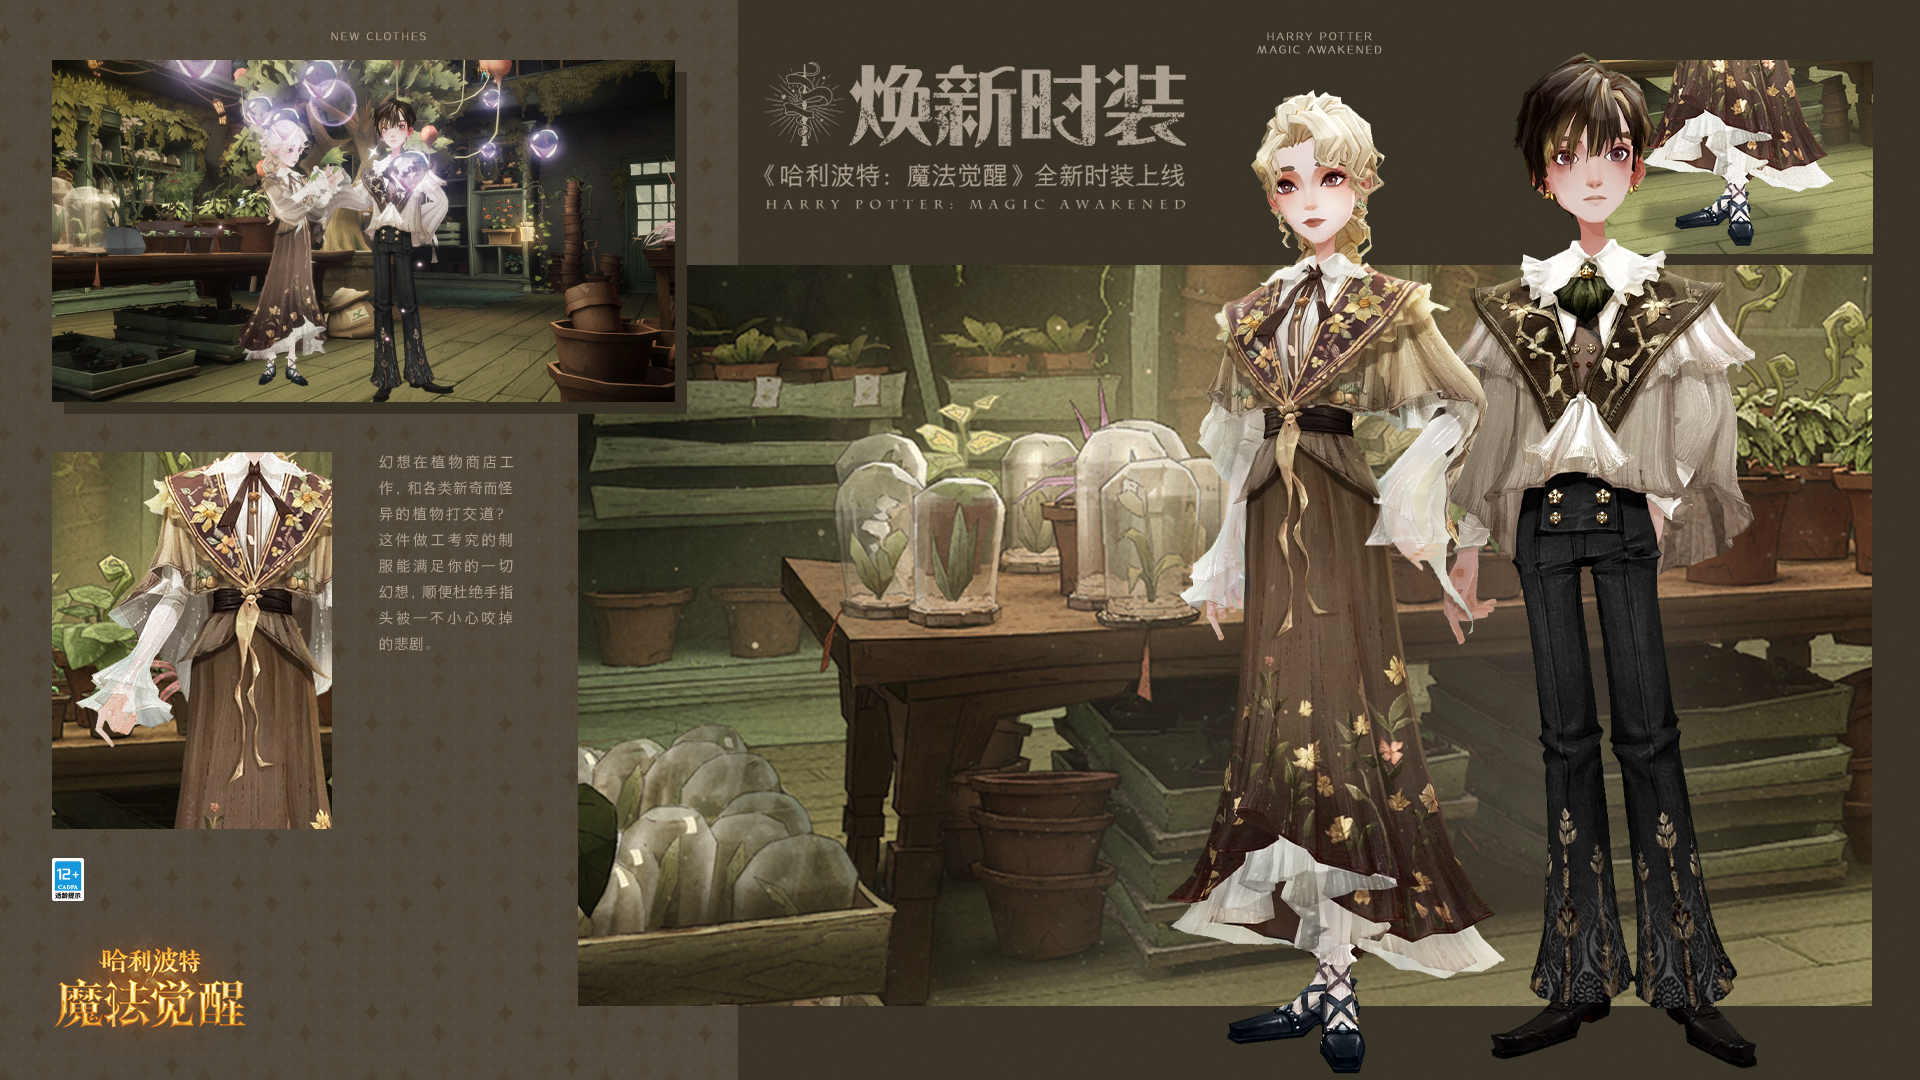 NEW CLOTHES
HARRY POTTER
MAGIC AWAKENED
焕新时装
《哈利波特：魔法觉醒》全新时装上线
HARRY POTTER: MAGIC AWAKENED
幻想在植物商店工
作，和各类新奇而怪
异的植物打交道？
这件做工考究的制
服能满足你的一切
幻想，顺便杜绝手指
头被一不小心咬掉
的悲剧。
12+
CADPA
适龄提示
哈利波特
魔法觉醒